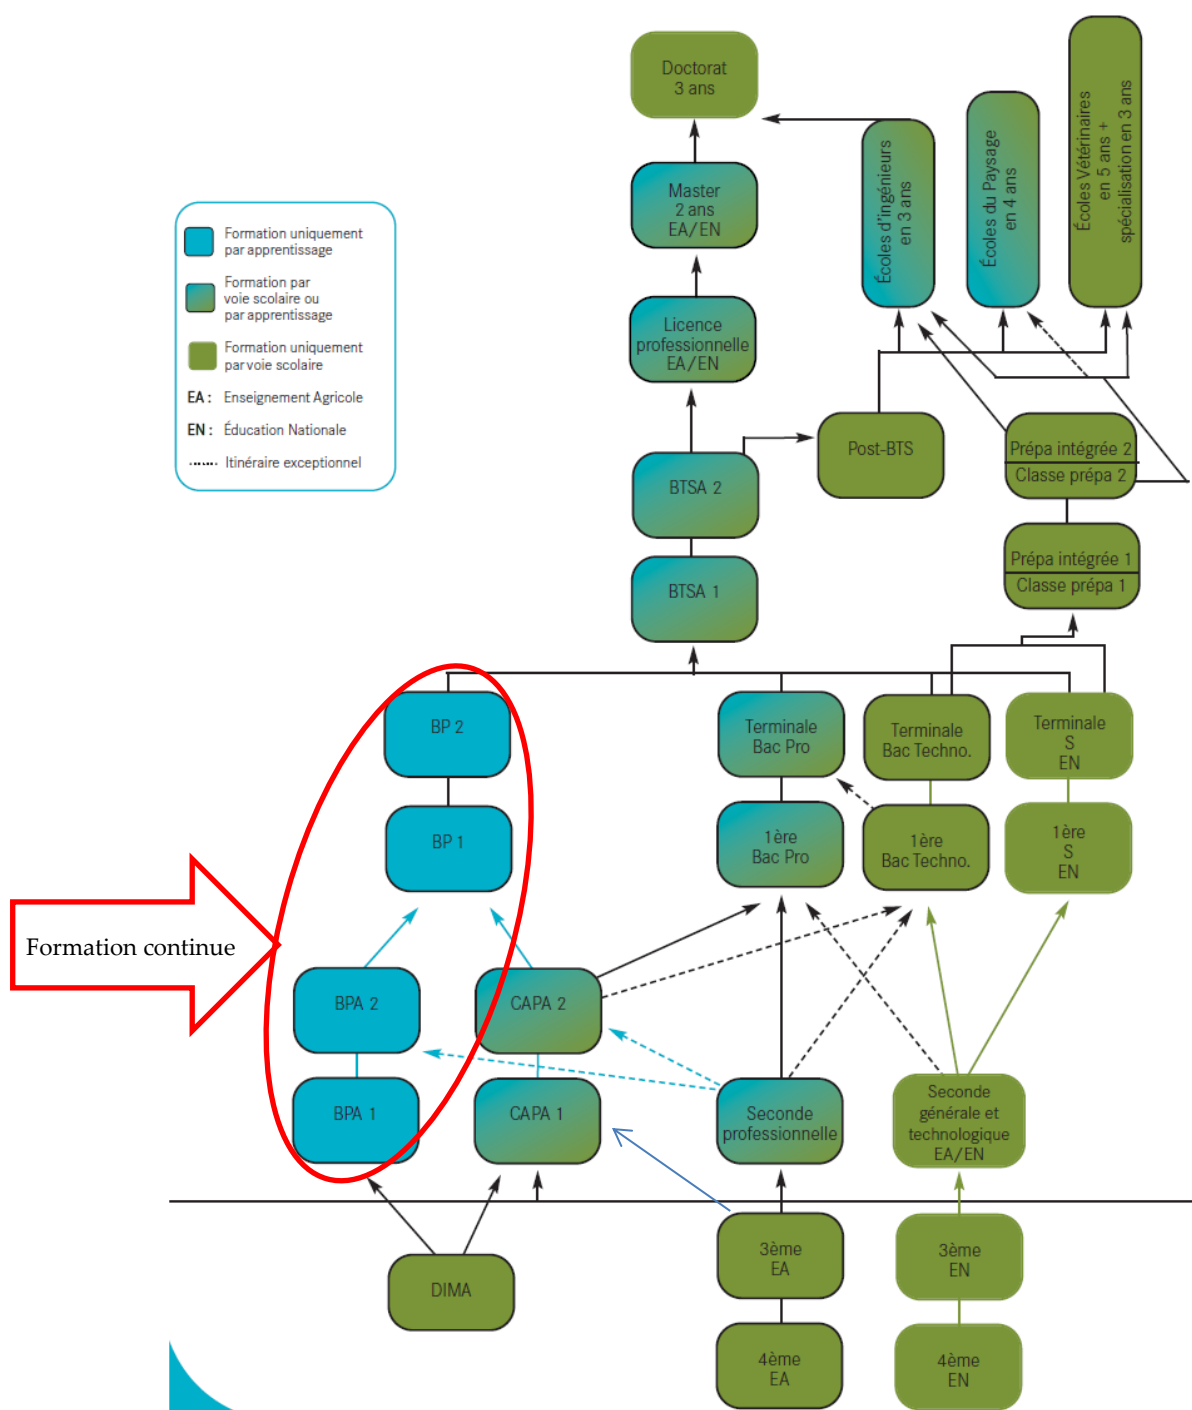 Doctorat
3 ans
Master
2 ans
EA/EN
Écoles d'ingénieurs
en 3 ans
Écoles du Paysage
en 4 ans
Écoles Vétérinaires
en 5 ans +
spécialisation en 3 ans
Formation uniquement
par apprentissage
Formation par
voie scolaire ou
par apprentissage
Formation uniquement
par voie scolaire
EA : Enseignement Agricole
EN : Éducation Nationale
Itinéraire exceptionnel
Licence
professionnelle
EA/EN
BTSA 2
Post-BTS
Prépa intégrée 2
Classe prépa 2
BTSA 1
Prépa intégrée 1
Classe prépa 1
BP 2
Terminale
Bac Pro
Terminale
Bac Techno.
Terminale
S
EN
BP 1
1ère
Bac Pro
1ère
Bac Techno.
1ère
S
EN
Formation continue
BPA 2
CAPA 2
BPA 1
CAPA 1
Seconde
professionnelle
Seconde
générale et
technologique
EA/EN
DIMA
3ème
EA
3ème
EN
4ème
EA
4ème
EN